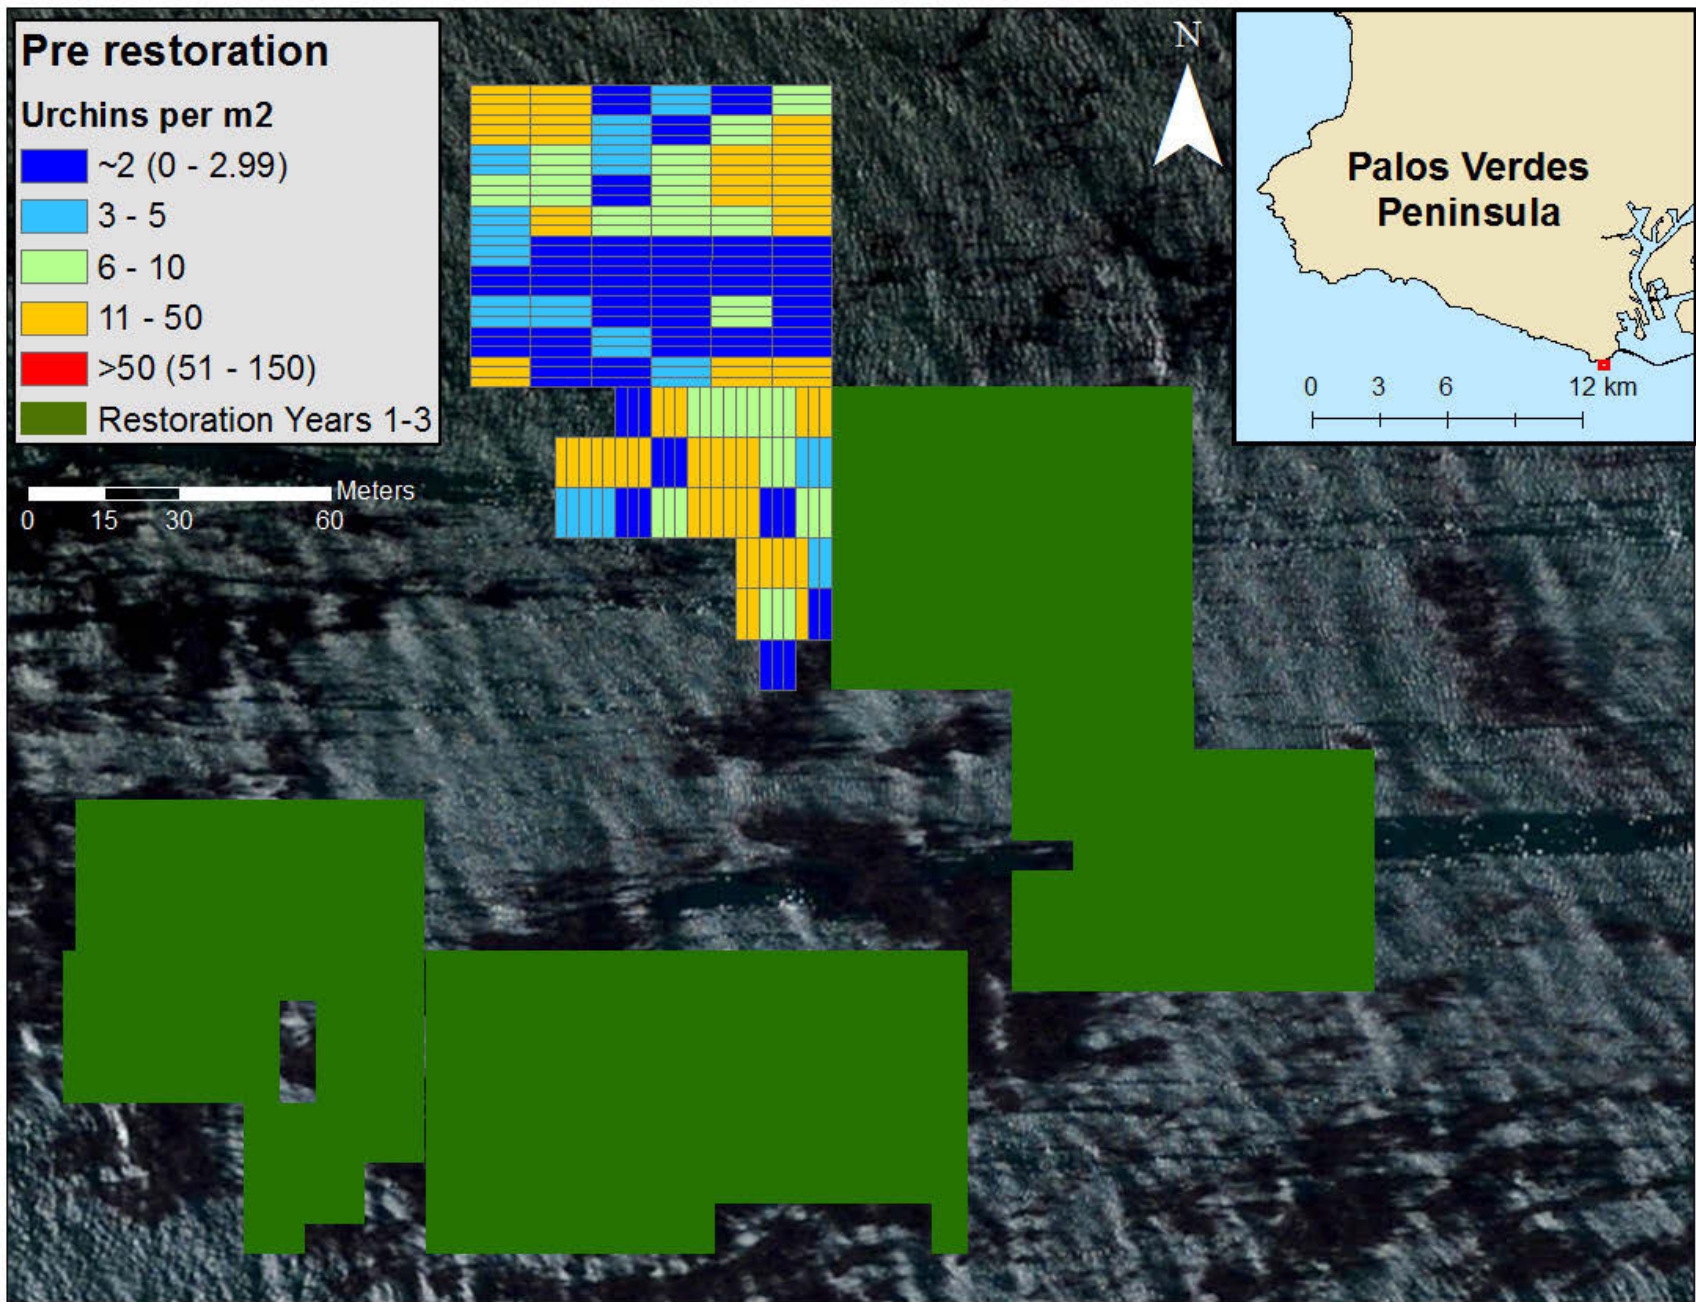 Pre restoration
Urchins per m2
~2 (0 - 2.99)
3 - 5
6 - 10
11 - 50
>50 (51 - 150)
Restoration Years 1-3
Meters
0 15 30 60
N
Palos Verdes
Peninsula
0 3 6 12 km